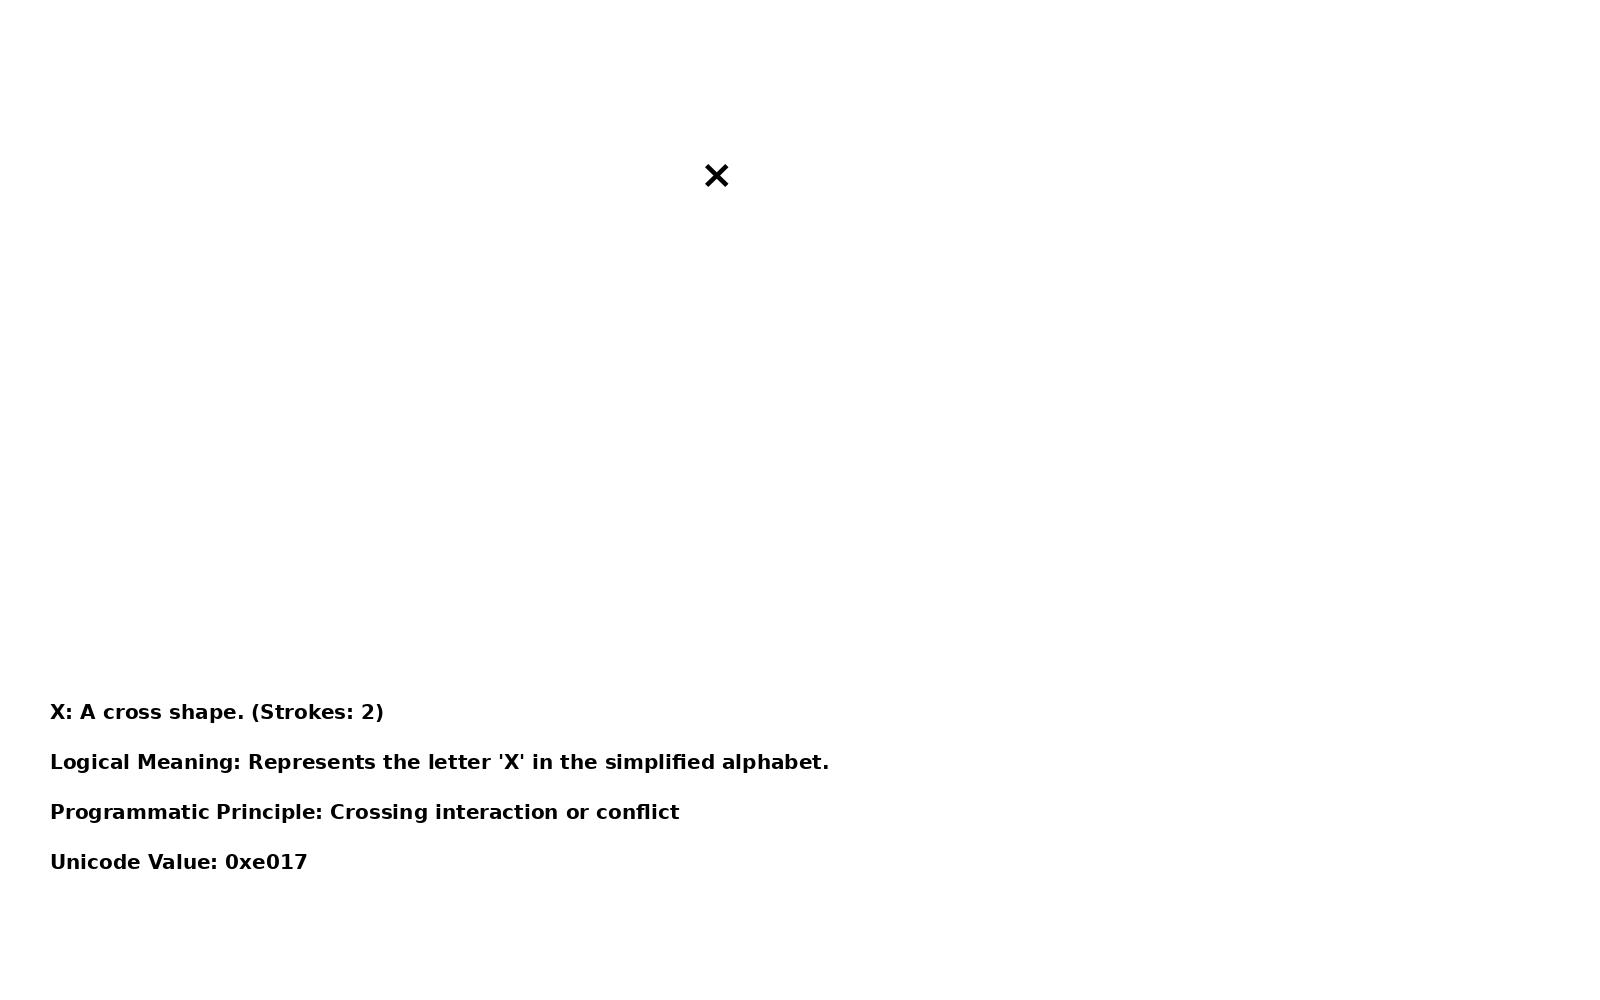 ×
X: A cross shape. (Strokes: 2)
Logical Meaning: Represents the letter 'X' in the simplified alphabet.
Programmatic Principle: Crossing interaction or conflict
Unicode Value: 0xe017